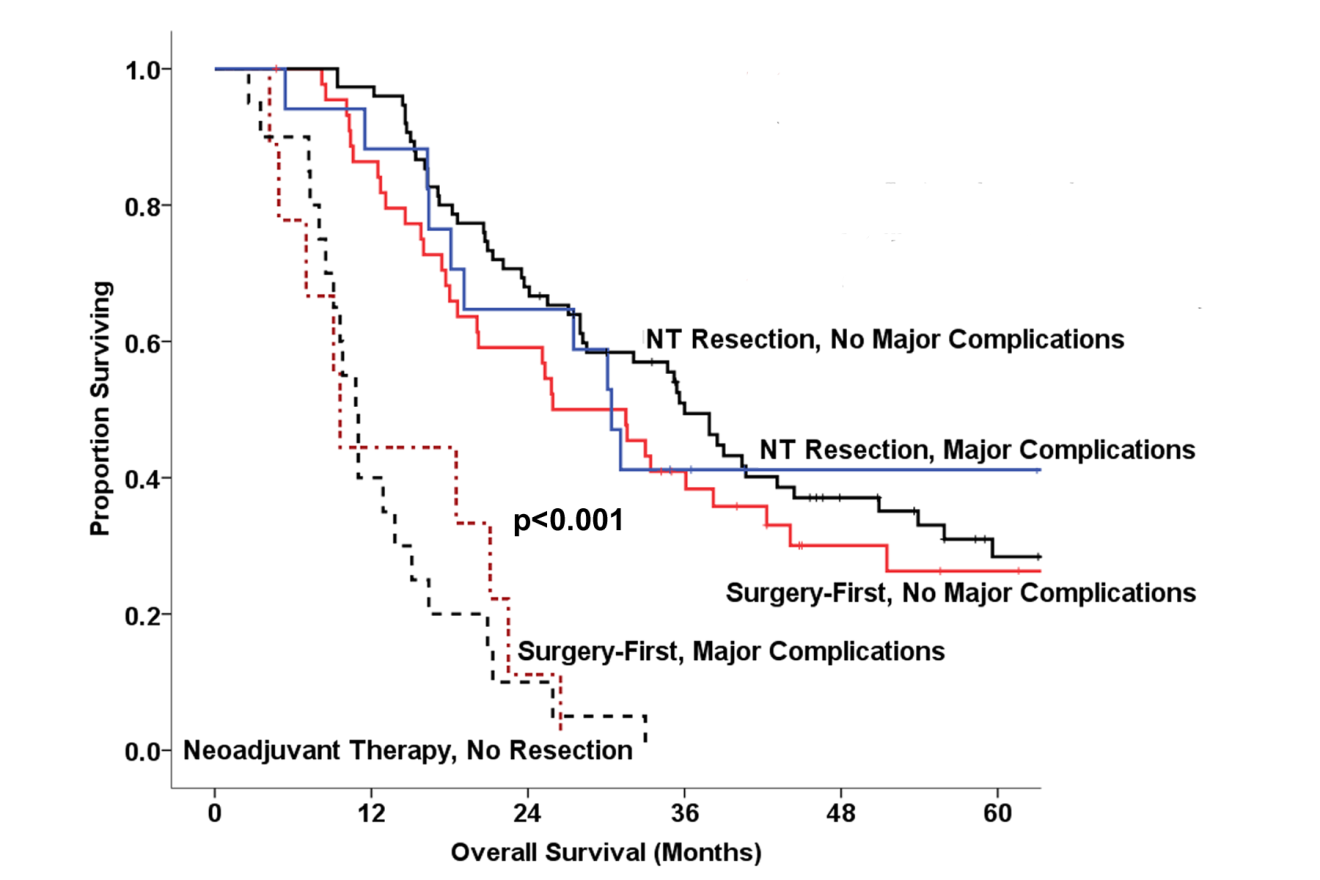 1.0
0.8
0.6
0.4
0.2
0.0
Proportion Surviving
NT Resection, No Major Complications
NT Resection, Major Complications
p<0.001
Surgery-First, No Major Complications
Surgery-First, Major Complications
Neoadjuvant Therapy, No Resection
0 12 24 36 48 60
Overall Survival (Months)